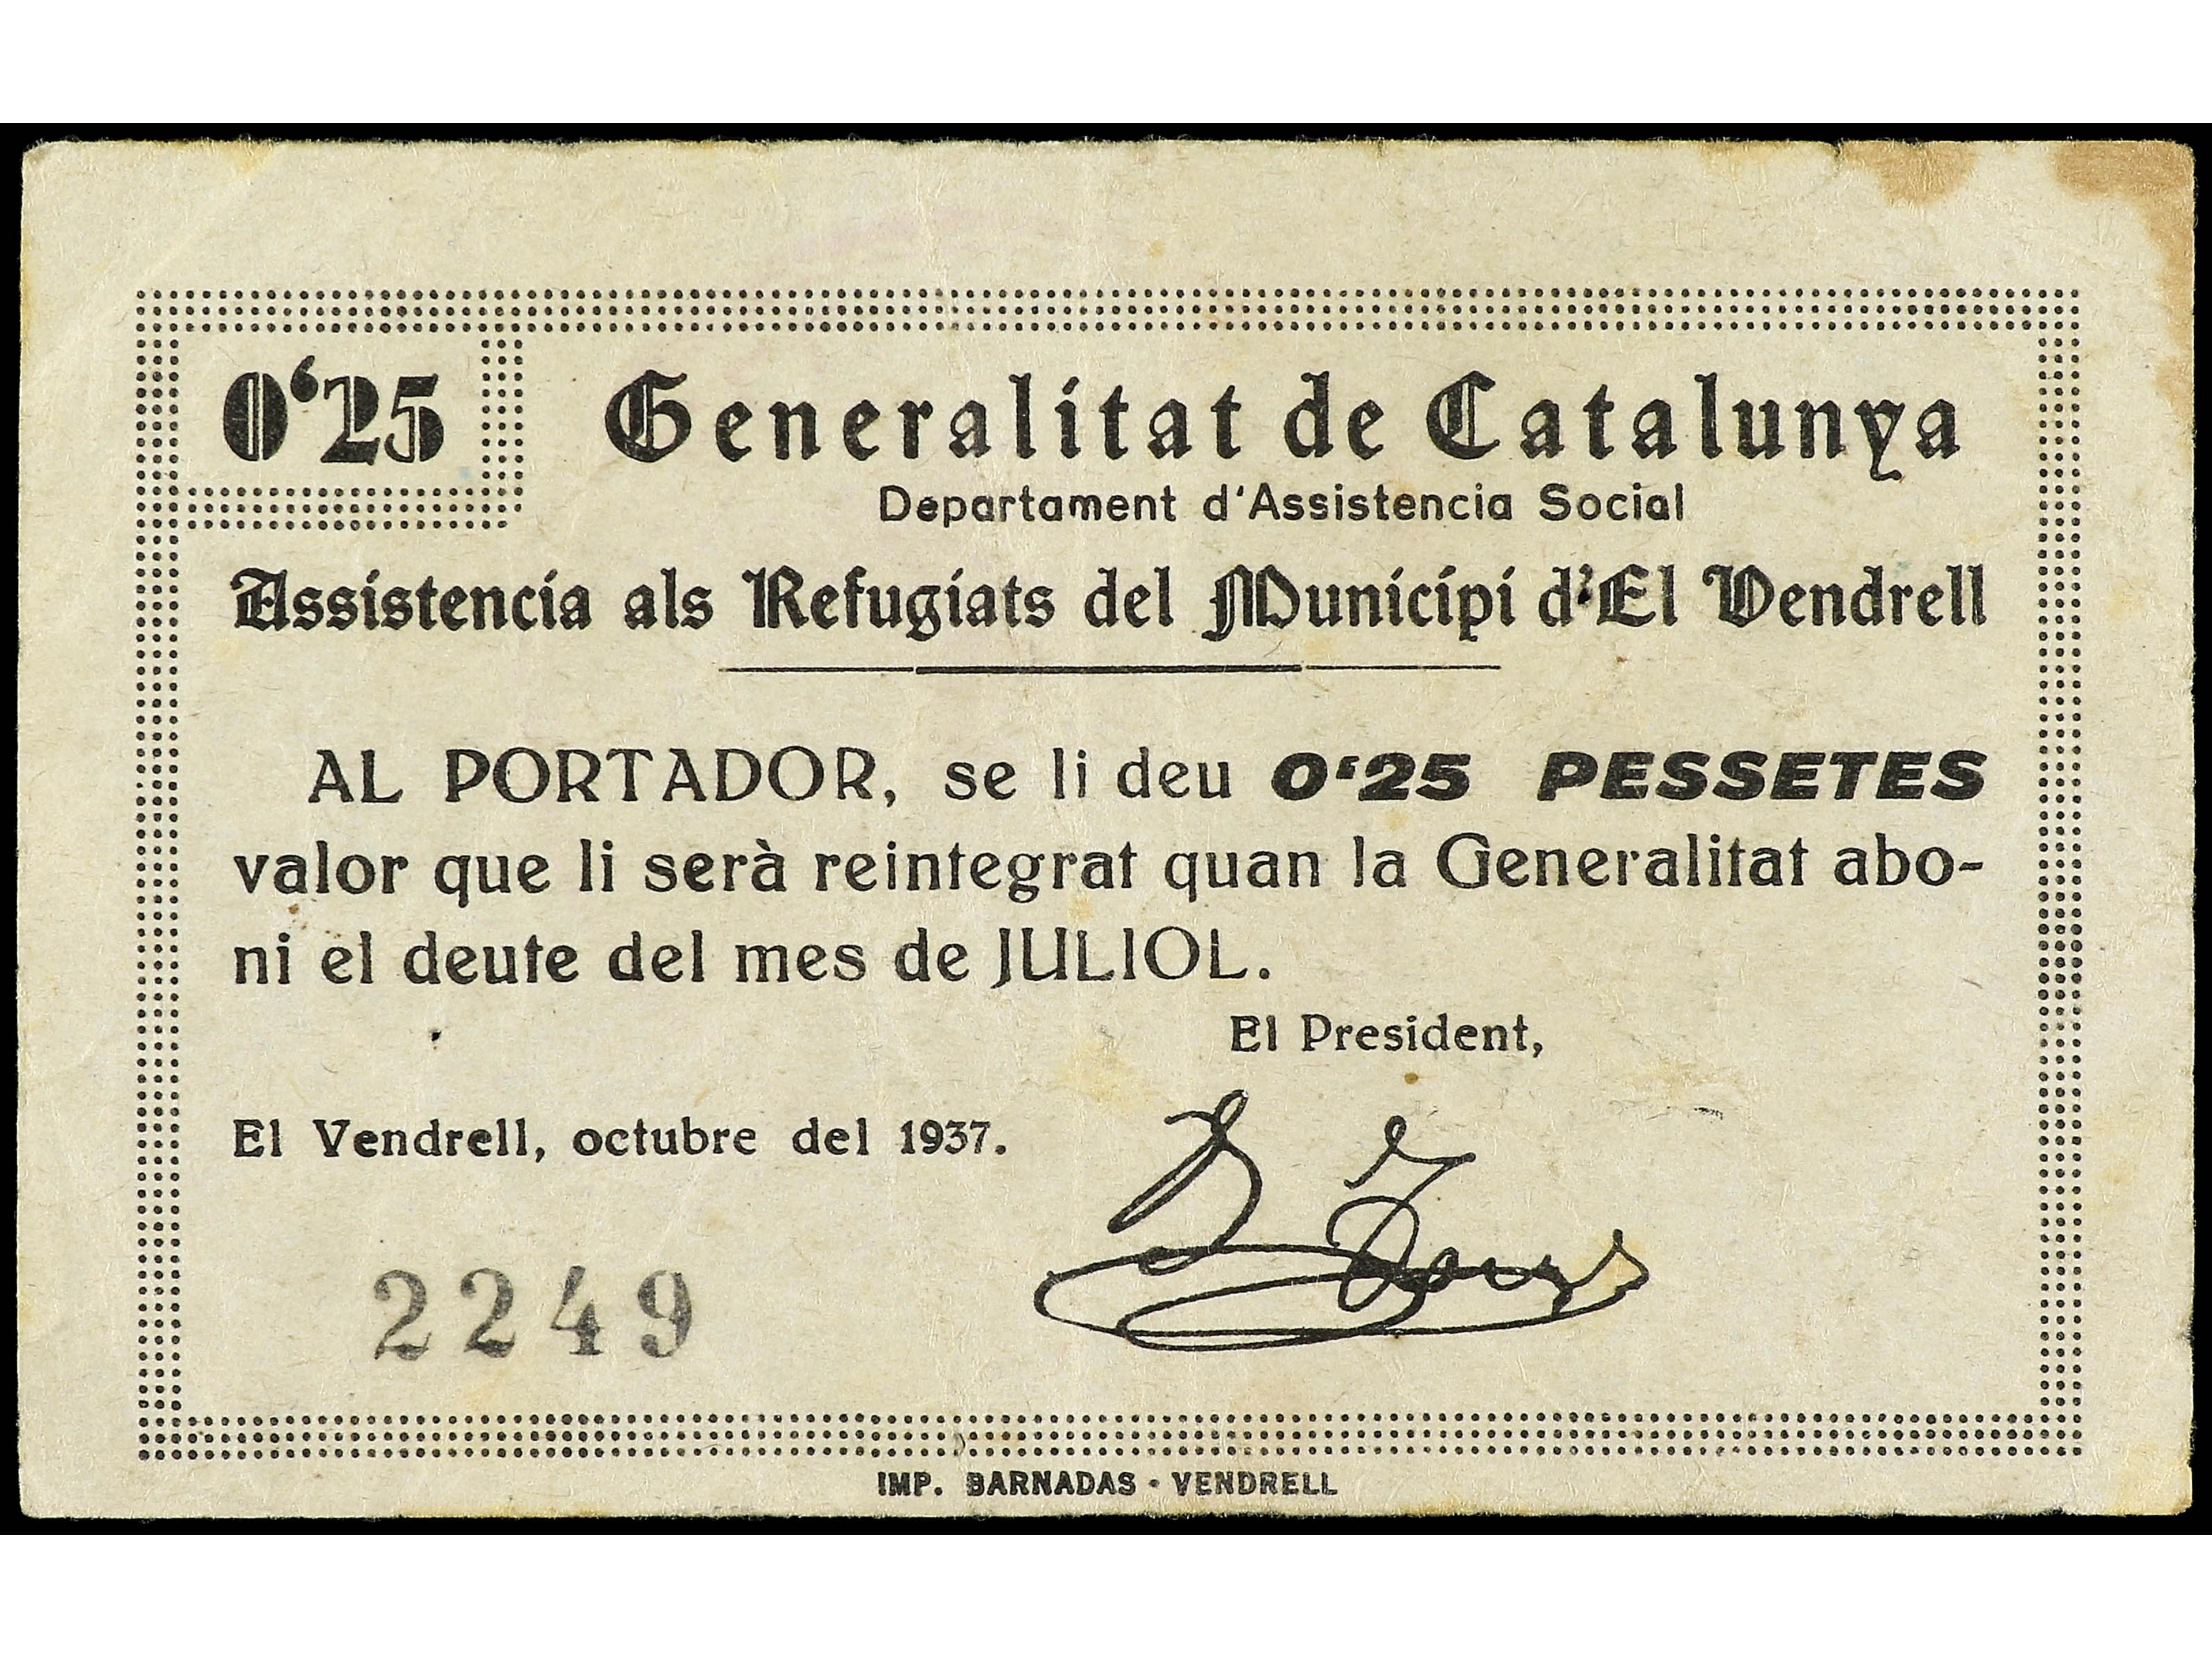 0‘25
Generalitat de Catalunya
Departament d'Assistencia Social
Assistencia als Refugiats del Municipi d'El Vendrell
AL PORTADOR, se li deu 0‘25 PESSETES
valor que li serà reintegrat quan la Generalitat abo-
ni el deute del mes de JULIOL.
El President,
El Vendrell, octubre del 1937.
2249
IMP. BARNADAS - VENDRELL